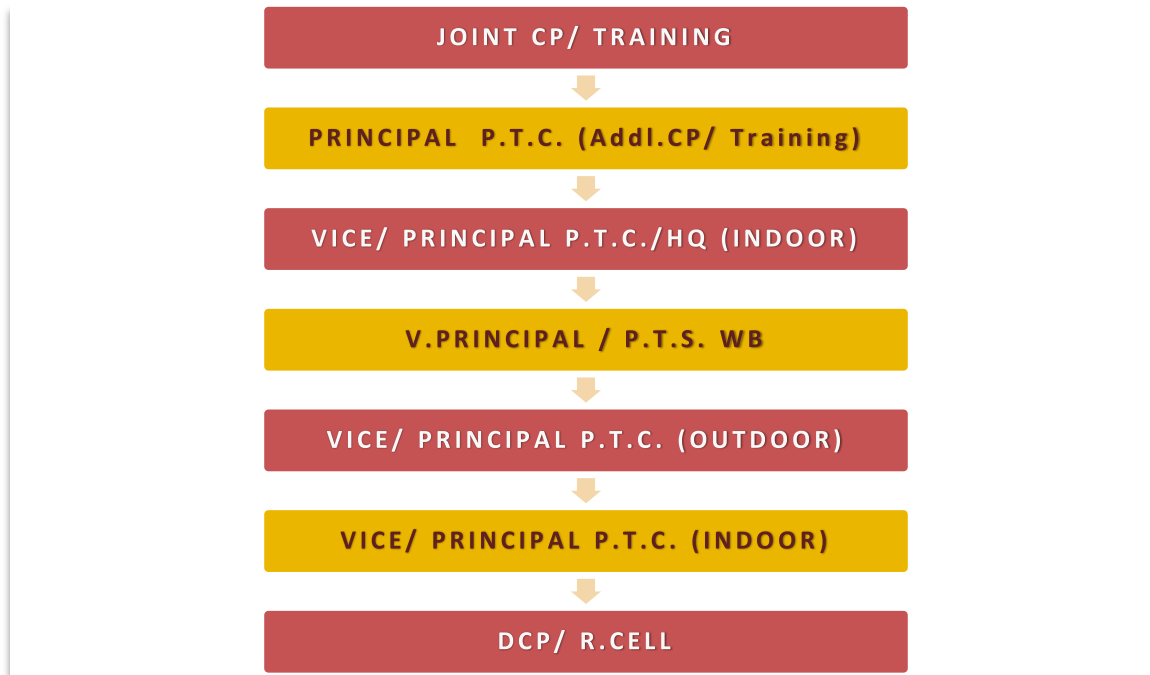 JOINT CP/ TRAINING
PRINCIPAL P.T.C. (Addl.CP/ Training)
VICE/ PRINCIPAL P.T.C./HQ (INDOOR)
V.PRINCIPAL / P.T.S. WB
VICE/ PRINCIPAL P.T.C. (OUTDOOR)
VICE/ PRINCIPAL P.T.C. (INDOOR)
DCP/ R.CELL